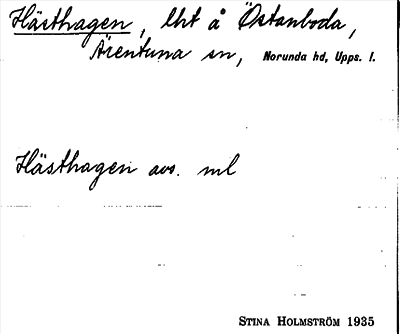 Hästhagen, lht å Östanboda,
Ärentuna sn, Norunda hd, Upps. l.
Hästhagen avs. ml
STINA HOLMSTRÖM 1935